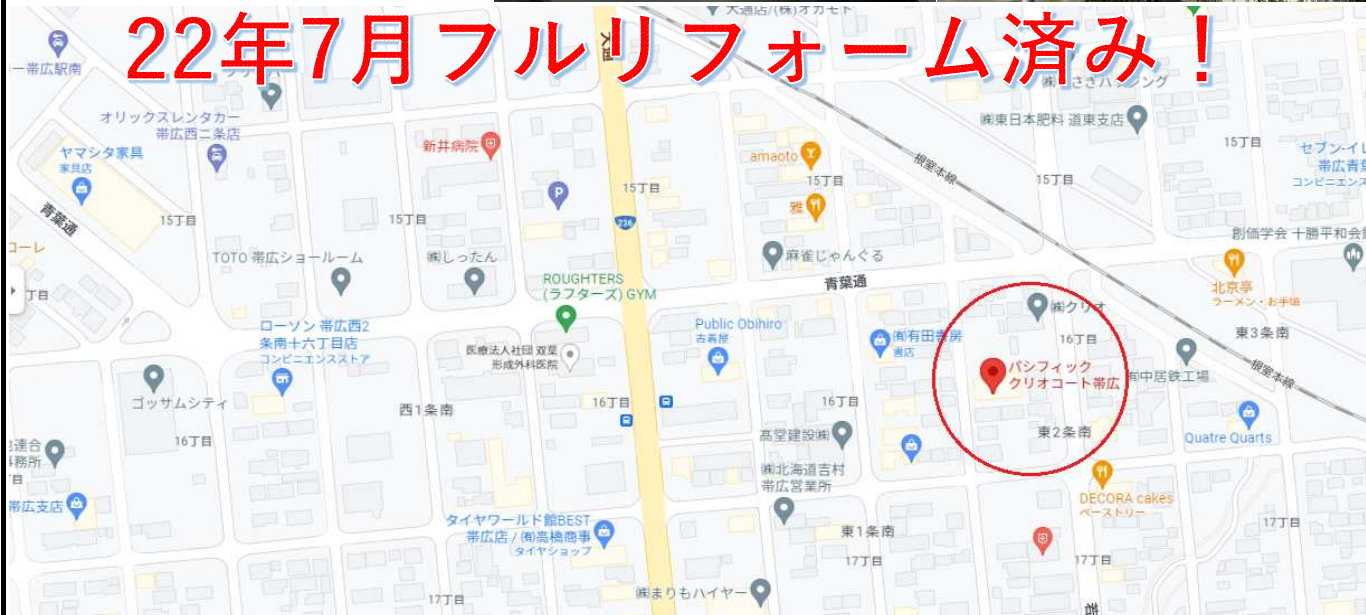 22年7月フルリフォーム済み！
大通店/(株)オカモト
大通
ー帯広駅南
オリックスレンタカー
帯広西二条店
ヤマシタ家具
家具店
新井病院
amaoto
15丁目
雅
㈱東日本肥料 道東支店
根室本線
15丁目
15丁目
セブン-イレ
帯広青葉
コンビニエンス
青葉通
15丁目
15丁目
15丁目
236
コーレ
丁目
TOTO 帯広ショールーム
㈱しったん
麻雀じゃんぐる
青葉通
創価学会 十勝平和会館
北京亭
ラーメン・お手頃
ROUGHTERS
(ラフターズ) GYM
ローソン 帯広西2
条南十六丁目店
コンビニエンスストア
医療法人社団 双葉
形成外科医院
Public Obihiro
古着屋
㈲有田書房
書店
㈱クリオ
16丁目
東3条南
パシフィック
クリオコート帯広
㈲中居鉄工場
根室本線
ゴッサムシティ
西1条南
16丁目
16丁目
16丁目
高堂建設㈱
東2条南
Quatre Quarts
帯広支店
㈱北海道吉村
帯広営業所
DECORA cakes
ペーストリー
タイヤワールド館BEST
帯広店 / ㈲高橋商事
タイヤショップ
東1条南
17丁目
17丁目
17丁目
17丁目
㈱まりもハイヤー